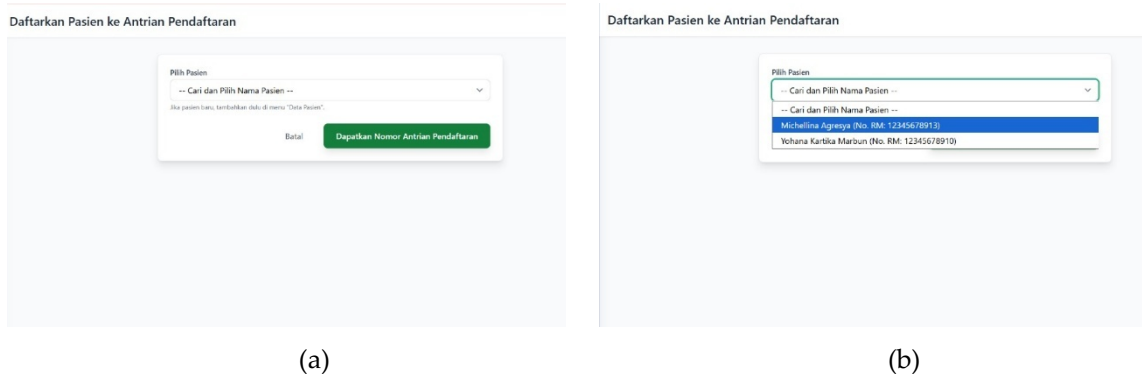 Daftarkan Pasien ke Antrian Pendaftaran
Pilih Pasien
-- Cari dan Pilih Nama Pasien --
Jika pasien baru, tambahkan dulu di menu "Data Pasien".
Batal
Dapatkan Nomor Antrian Pendaftaran
(a)
Daftarkan Pasien ke Antrian Pendaftaran
Pilih Pasien
-- Cari dan Pilih Nama Pasien --
-- Cari dan Pilih Nama Pasien --
Michellina Agresya (No. RM: 12345678913)
Yohana Kartika Marbun (No. RM: 12345678910)
(b)